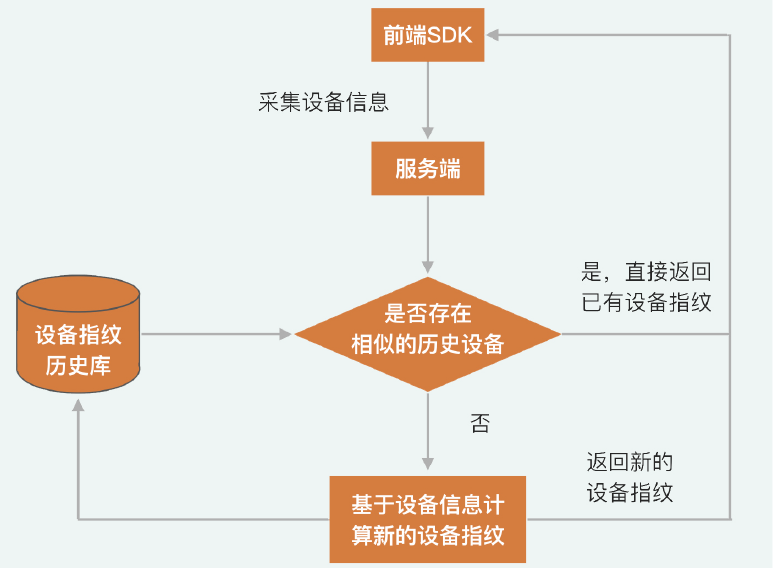 前端SDK
采集设备信息
服务端
是，直接返回
已有设备指纹
是否存在
相似的历史设备
设备指纹
历史库
否
返回新的
设备指纹
基于设备信息计
算新的设备指纹